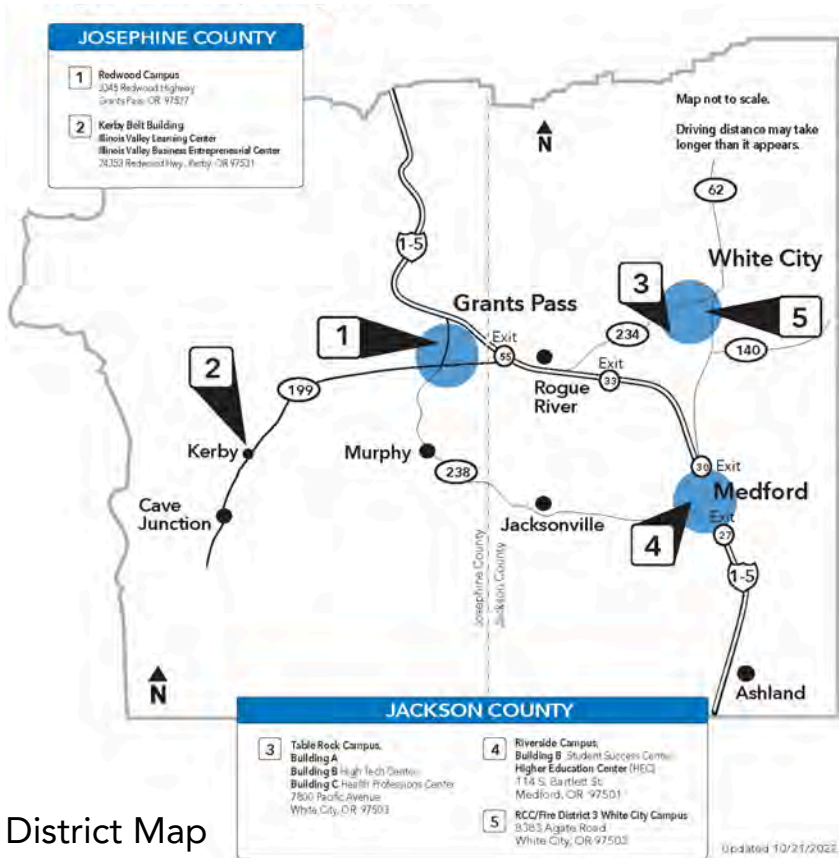 JOSEPHINE COUNTY
1
Redwood Campus
3345 Redwood Highway
Grants Pass, OR 97527
2
Kerby Belt Building
Illinois Valley Learning Center
Illinois Valley Business Entrepreneurial Center
24353 Redwood Hwy., Kerby, OR 97531
Map not to scale.
Driving distance may take
longer than it appears.
N
62
1-5
White City
3
5
Grants Pass
234
1
Exit
55
140
2
Exit
33
Rogue
River
199
Kerby
Murphy
238
30
Exit
Medford
Cave
Junction
Jacksonville
Exit
27
4
Josephine County
Jackson County
1-5
N
Ashland
JACKSON COUNTY
3
Table Rock Campus,
Building A
Building B High Tech Center
Building C Health Professions Center
7800 Pacific Avenue
White City, OR 97503
4
Riverside Campus,
Building B Student Success Center
Higher Education Center (HEC)
114 S. Bartlett St.
Medford, OR 97501
5
RCC/Fire District 3 White City Campus
8383 Agate Road
White City, OR 97503
District Map
Updated 10/21/2022